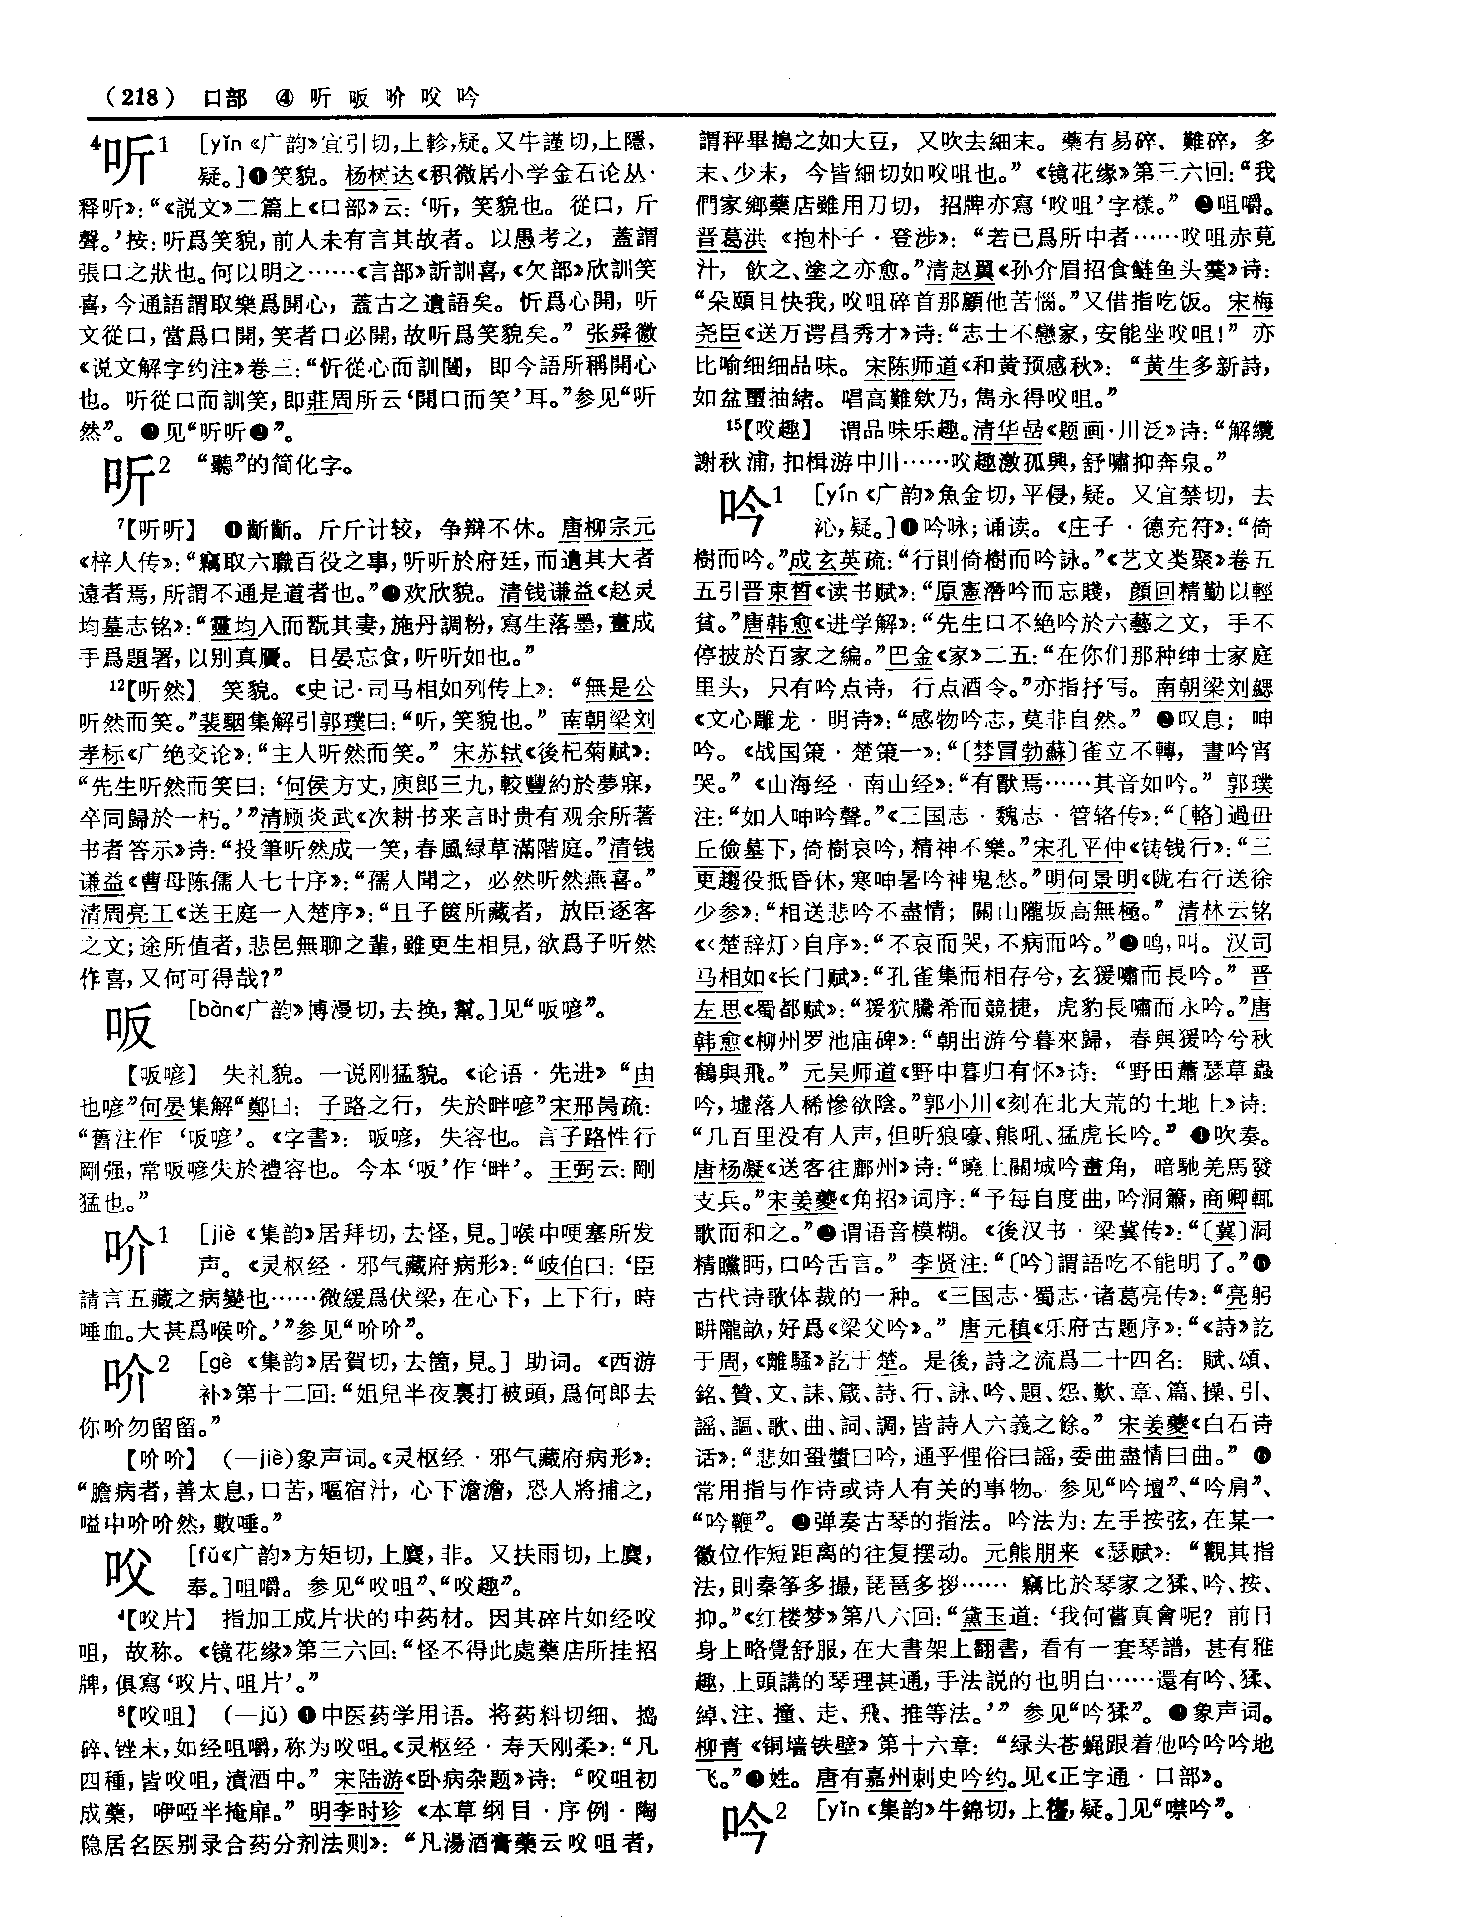 （218） 口部 ④ 听 昄 吤 㕮 吟
⁴听¹ ［yǐn《广韵》宜引切，上軫，疑。又牛謹切，上隱，
疑。］❶笑貌。杨树达《积微居小学金石论丛·
释听》：“《説文》二篇上《口部》云：‘听，笑貌也。從口，斤
聲。’按：听爲笑貌，前人未有言其故者。以愚考之，蓋謂
張口之狀也。何以明之……《言部》訢訓喜，《欠部》欣訓笑
喜，今通語謂取樂爲開心，蓋古之遺語矣。忻爲心開，听
文從口，當爲口開，笑者口必開，故听爲笑貌矣。”张舜徽
《说文解字约注》卷三：“忻從心而訓闓，即今語所稱開心
也。听從口而訓笑，即莊周所云‘開口而笑’耳。”参见“听
然”。❷见“听听❷”。
听² “聽”的简化字。
⁷【听听】 ❶齗齗。斤斤计较，争辩不休。唐柳宗元
《梓人传》：“竊取六職百役之事，听听於府廷，而遺其大者
遠者焉，所謂不通是道者也。”❷欢欣貌。清钱谦益《赵灵
均墓志铭》：“靈均入而翫其妻，施丹調粉，寫生落墨，畫成
手爲題署，以别真贗。日晏忘食，听听如也。”
¹²【听然】 笑貌。《史记·司马相如列传上》：“無是公
听然而笑。”裴駰集解引郭璞曰：“听，笑貌也。”南朝梁刘
孝标《广绝交论》：“主人听然而笑。”宋苏轼《後杞菊赋》：
“先生听然而笑曰：‘何侯方丈，庾郎三九，較豐約於夢寐，
卒同歸於一朽。’”清顾炎武《次耕书来言时贵有观余所著
书者答示》诗：“投筆听然成一笑，春風緑草滿階庭。”清钱
谦益《曹母陈儒人七十序》：“孺人聞之，必然听然燕喜。”
清周亮工《送王庭一入楚序》：“且子篋所藏者，放臣逐客
之文；途所值者，悲邑無聊之輩，雖更生相見，欲爲子听然
作喜，又何可得哉？”
㗑 ［bàn《广韵》博漫切，去换，幫。］见“㗑喭”。
【㗑喭】 失礼貌。一说刚猛貌。《论语·先进》“由
也喭”何晏集解“鄭曰：子路之行，失於畔喭”宋邢昺疏：
“舊注作‘㗑喭’。《字書》：㗑喭，失容也。言子路性行
剛强，常㗑喭失於禮容也。今本‘㗑’作‘畔’。王弼云：剛
猛也。”
吤¹ ［jiè《集韵》居拜切，去怪，見。］喉中哽塞所发
声。《灵枢经·邪气藏府病形》：“岐伯曰：‘臣
請言五藏之病變也……微緩爲伏梁，在心下，上下行，時
唾血。大甚爲喉吤。’”参见“吤吤”。
吤² ［gè《集韵》居賀切，去箇，見。］助词。《西游
补》第十二回：“姐兒半夜裏打被頭，爲何郎去
你吤勿留留。”
【吤吤】 （—jiè）象声词。《灵枢经·邪气藏府病形》：
“膽病者，善太息，口苦，嘔宿汁，心下澹澹，恐人將捕之，
嗌中吤吤然，數唾。”
㕮 ［fǔ《广韵》方矩切，上麌，非。又扶雨切，上麌，
奉。］咀嚼。参见“㕮咀”、“㕮趣”。
⁴【㕮片】 指加工成片状的中药材。因其碎片如经㕮
咀，故称。《镜花缘》第三六回：“怪不得此處藥店所挂招
牌，俱寫‘㕮片、咀片’。”
⁸【㕮咀】 （—jǔ）❶中医药学用语。将药料切细、捣
碎、锉末，如经咀嚼，称为㕮咀。《灵枢经·寿夭刚柔》：“凡
四種，皆㕮咀，漬酒中。”宋陆游《卧病杂题》诗：“㕮咀初
成藥，咿啞半掩扉。”明李时珍《本草纲目·序例·陶
隐居名医别录合药分剂法则》：“凡湯酒膏藥云㕮咀者，
謂秤畢搗之如大豆，又吹去細末。藥有易碎、難碎，多
末、少末，今皆細切如㕮咀也。”《镜花缘》第三六回：“我
們家鄉藥店雖用刀切，招牌亦寫‘㕮咀’字樣。”❷咀嚼。
晋葛洪《抱朴子·登涉》：“若已爲所中者……㕮咀赤莧
汁，飲之、塗之亦愈。”清赵翼《孙介眉招食鲢鱼头羹》诗：
“朵頤且快我，㕮咀碎首那顧他苦惱。”又借指吃饭。宋梅
尧臣《送万谔昌秀才》诗：“志士不戀家，安能坐㕮咀！”亦
比喻细细品味。宋陈师道《和黄预感秋》：“黄生多新詩，
如盆璽抽緒。唱高難欸乃，雋永得㕮咀。”
¹⁵【㕮趣】 谓品味乐趣。清华嵒《题画·川泛》诗：“解纜
謝秋浦，扣楫游中川……㕮趣激孤興，舒嘯抑奔泉。”
吟¹ ［yín《广韵》魚金切，平侵，疑。又宜禁切，去
沁，疑。］❶吟咏；诵读。《庄子·德充符》：“倚
樹而吟。”成玄英疏：“行則倚樹而吟詠。”《艺文类聚》卷五
五引晋束皙《读书赋》：“原憲潛吟而忘賤，顔回精勤以輕
貧。”唐韩愈《进学解》：“先生口不絶吟於六藝之文，手不
停披於百家之编。”巴金《家》二五：“在你们那种绅士家庭
里头，只有吟点诗，行点酒令。”亦指抒写。南朝梁刘勰
《文心雕龙·明诗》：“感物吟志，莫非自然。”❷叹息；呻
吟。《战国策·楚策一》：“〔棼冒勃蘇〕雀立不轉，晝吟宵
哭。”《山海经·南山经》：“有獸焉……其音如吟。”郭璞
注：“如人呻吟聲。”《三国志·魏志·管辂传》：“〔輅〕過毌
丘儉墓下，倚樹哀吟，精神不樂。”宋孔平仲《铸钱行》：“三
更趨役抵昏休，寒呻暑吟神鬼愁。”明何景明《陇右行送徐
少参》：“相送悲吟不盡情；關山隴坂高無極。”清林云铭
《〈楚辞灯〉自序》：“不哀而哭，不病而吟。”❸鸣，叫。汉司
马相如《长门赋》：“孔雀集而相存兮，玄猨嘯而長吟。”晋
左思《蜀都赋》：“猨狖騰希而競捷，虎豹長嘯而永吟。”唐
韩愈《柳州罗池庙碑》：“朝出游兮暮來歸，春與猨吟兮秋
鶴與飛。”元吴师道《野中暮归有怀》诗：“野田蕭瑟草蟲
吟，墟落人稀慘欲陰。”郭小川《刻在北大荒的土地上》诗：
“几百里没有人声，但听狼嚎、熊吼、猛虎长吟。”❹吹奏。
唐杨凝《送客往鄜州》诗：“曉上關城吟畫角，暗馳羌馬發
支兵。”宋姜夔《角招》词序：“予每自度曲，吟洞簫，商卿輒
歌而和之。”❺谓语音模糊。《後汉书·梁冀传》：“〔冀〕洞
精矘眄，口吟舌言。”李贤注：“〔吟〕謂語吃不能明了。”❻
古代诗歌体裁的一种。《三国志·蜀志·诸葛亮传》：“亮躬
畊隴畝，好爲《梁父吟》。”唐元稹《乐府古题序》：“《詩》訖
于周，《離騷》訖于楚。是後，詩之流爲二十四名：賦、頌、
銘、贊、文、誄、箴、詩、行、詠、吟、題、怨、歎、章、篇、操、引、
謡、謳、歌、曲、詞、調，皆詩人六義之餘。”宋姜夔《白石诗
话》：“悲如蛩螿曰吟，通乎俚俗曰謡，委曲盡情曰曲。”❼
常用指与作诗或诗人有关的事物。参见“吟壇”、“吟肩”、
“吟鞭”。❽弹奏古琴的指法。吟法为：左手按弦，在某一
徽位作短距离的往复摆动。元熊朋来《瑟赋》：“觀其指
法，則秦筝多撮，琵琶多拶……竊比於琴家之猱、吟、按、
抑。”《红楼梦》第八六回：“黛玉道：‘我何嘗真會呢？前日
身上略覺舒服，在大書架上翻書，看有一套琴譜，甚有雅
趣，上頭講的琴理甚通，手法説的也明白……還有吟、猱、
綽、注、撞、走、飛、推等法。’”参见“吟猱”。❾象声词。
柳青《铜墙铁壁》第十六章：“绿头苍蝇跟着他吟吟吟地
飞。”❿姓。唐有嘉州刺史吟约。见《正字通·口部》。
吟² ［yǐn《集韵》牛錦切，上𡪢，疑。］见“噤吟”。